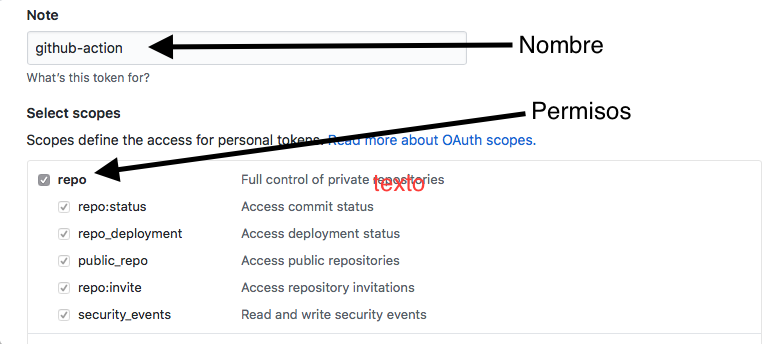 Note
github-action Nombre
What's this token for?
Select scopes Permisos
Scopes define the access for personal tokens. Read more about OAuth scopes.
repo Full control of private repositories
texto
repo:status Access commit status
repo_deployment Access deployment status
public_repo Access public repositories
repo:invite Access repository invitations
security_events Read and write security events